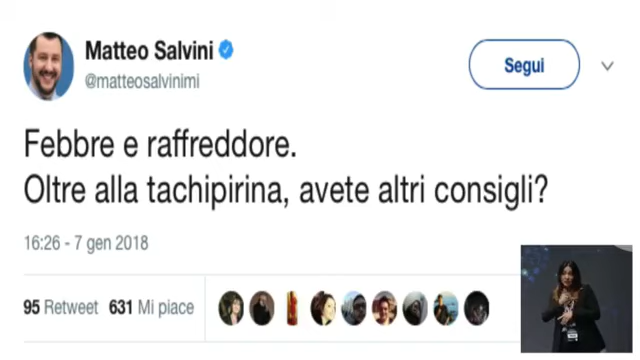 Matteo Salvini
@matteosalvinimi
Segui
Febbre e raffreddore.
Oltre alla tachipirina, avete altri consigli?
16:26 - 7 gen 2018
95 Retweet 631 Mi piace